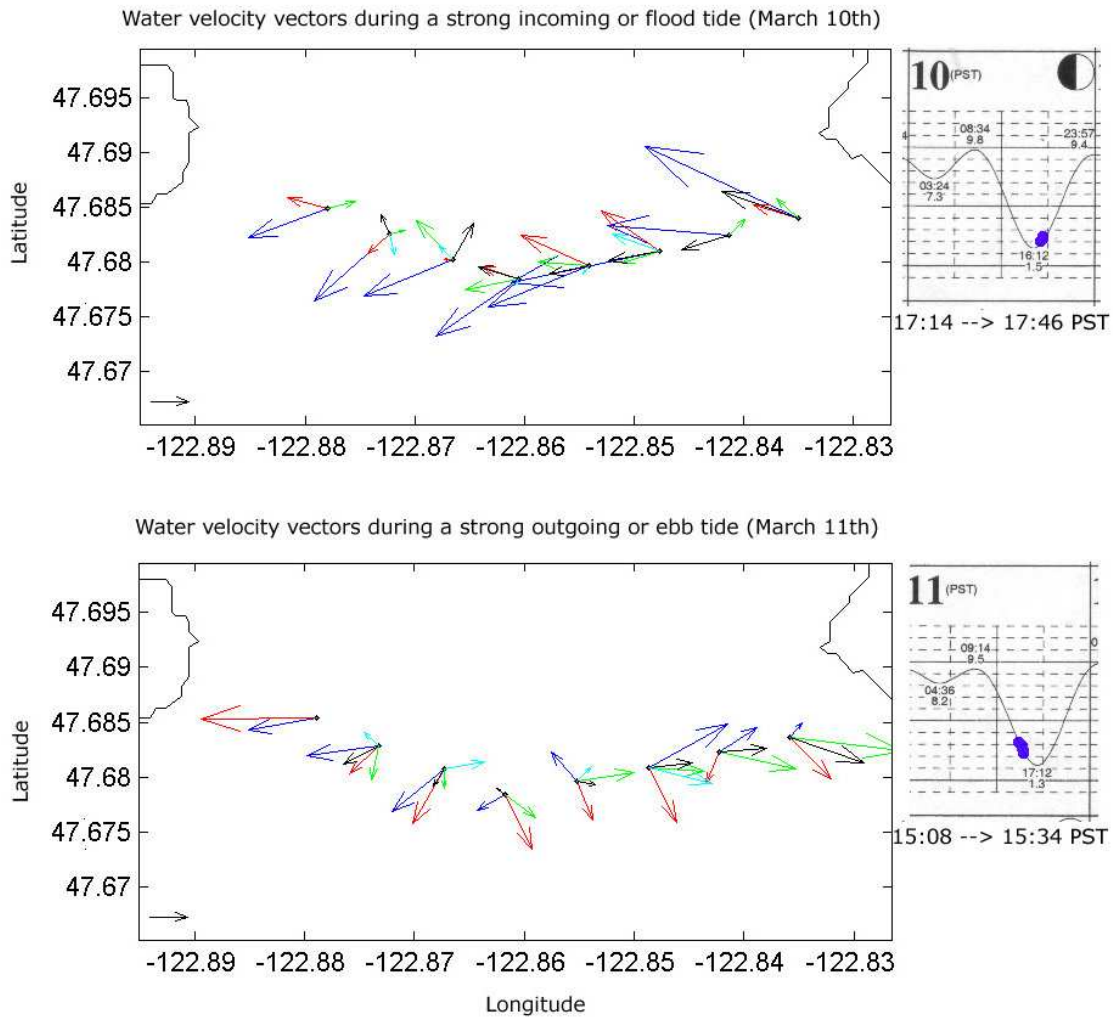 Water velocity vectors during a strong incoming or flood tide (March 10th)
47.695
47.69
47.685
47.68
47.675
47.67
Latitude
-122.89 -122.88 -122.87 -122.86 -122.85 -122.84 -122.83
10 (PST)
08:34
9.8
23:57
9.4
03:24
7.3
16:12
1.5
17:14 --> 17:46 PST
Water velocity vectors during a strong outgoing or ebb tide (March 11th)
47.695
47.69
47.685
47.68
47.675
47.67
Latitude
-122.89 -122.88 -122.87 -122.86 -122.85 -122.84 -122.83
Longitude
11 (PST)
09:14
9.5
04:36
8.2
17:12
1.3
15:08 --> 15:34 PST